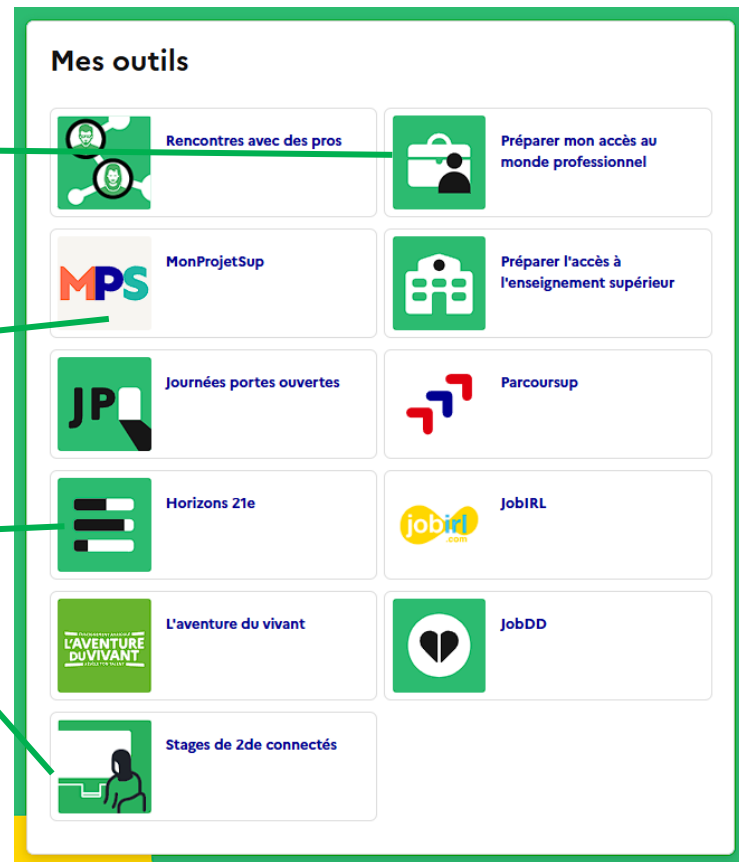 Mes outils
Rencontres avec des pros
Préparer mon accès au
monde professionnel
MPS
MonProjetSup
Préparer l'accès à
l'enseignement supérieur
JP
Journées portes ouvertes
Parcoursup
Horizons 21e
jobirl
.com
JobIRL
L'AVENTURE
DU VIVANT
L'aventure du vivant
JobDD
Stages de 2de connectés